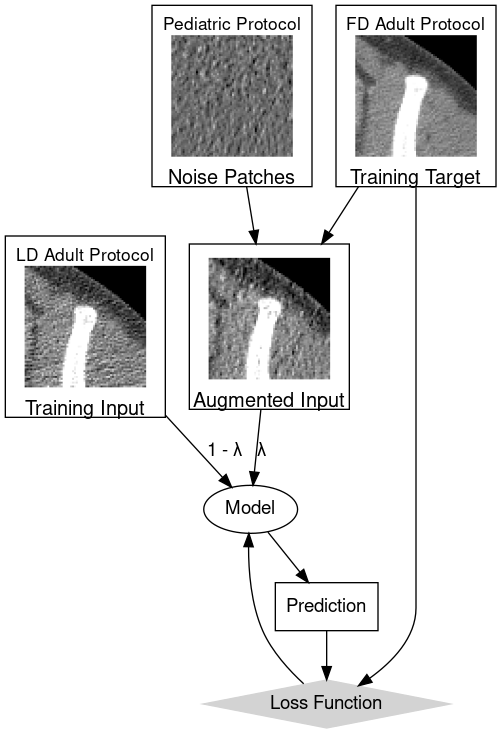 Pediatric Protocol
Noise Patches
FD Adult Protocol
Training Target
LD Adult Protocol
Training Input
Augmented Input
1 - λ
λ
Model
Prediction
Loss Function